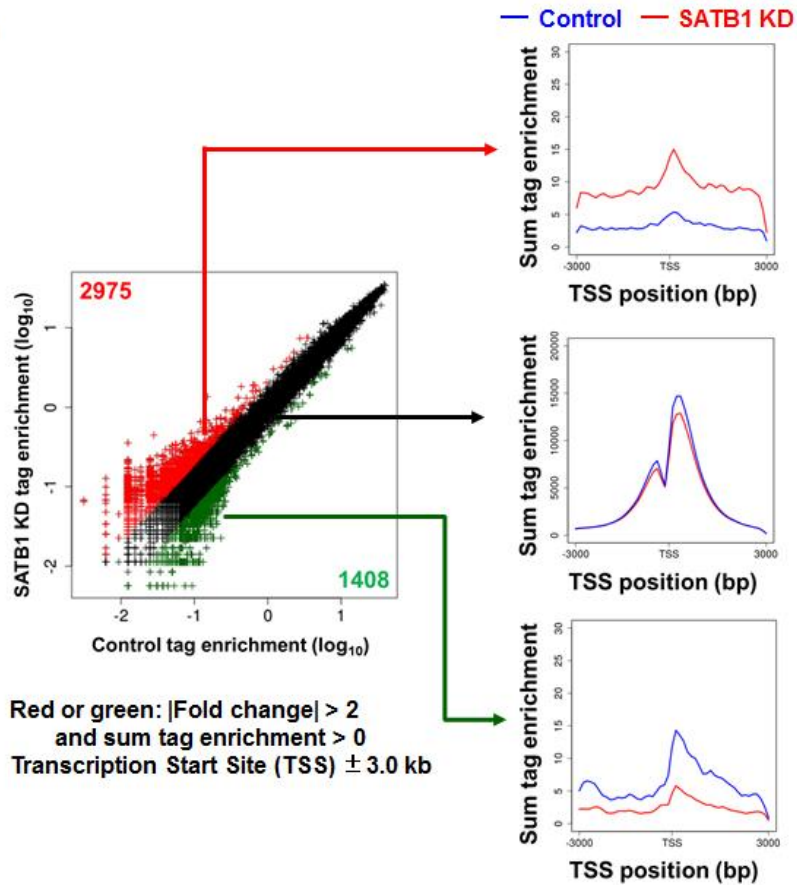 Control SATB1 KD
Sum tag enrichment
30
25
20
15
10
5
0
-3000 TSS 3000
TSS position (bp)
SATB1 KD tag enrichment (log10)
2975
1
0
-1
-2
1408
-2 -1 0 1
Control tag enrichment (log10)
Sum tag enrichment
20000
15000
10000
5000
0
-3000 TSS 3000
TSS position (bp)
Sum tag enrichment
30
25
20
15
10
5
0
-3000 TSS 3000
TSS position (bp)
Red or green: |Fold change| > 2
and sum tag enrichment > 0
Transcription Start Site (TSS) ± 3.0 kb